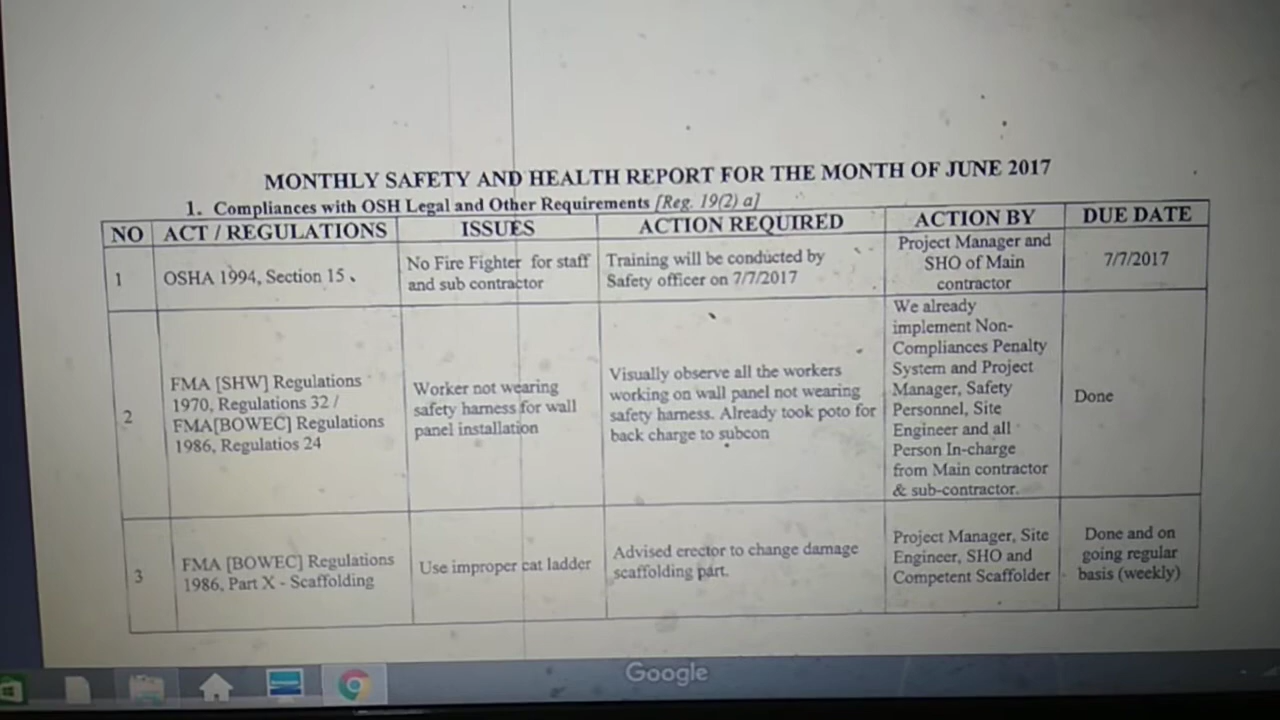 MONTHLY SAFETY AND HEALTH REPORT FOR THE MONTH OF JUNE 2017
1. Compliances with OSH Legal and Other Requirements [Reg. 19(2) a]
NO ACT / REGULATIONS ISSUES ACTION REQUIRED ACTION BY DUE DATE
1
OSHA 1994, Section 15
No Fire Fighter for staff
and sub contractor
Training will be conducted by
Safety officer on 7/7/2017
Project Manager and
SHO of Main
contractor
7/7/2017
2
FMA [SHW] Regulations
1970, Regulations 32 /
FMA[BOWEC] Regulations
1986, Regulatios 24
Worker not wearing
safety harness for wall
panel installation
Visually observe all the workers
working on wall panel not wearing
safety harness. Already took poto for
back charge to subcon
We already
implement Non-
Compliances Penalty
System and Project
Manager, Safety
Personnel, Site
Engineer and all
Person In-charge
from Main contractor
& sub-contractor.
Done
3
FMA [BOWEC] Regulations
1986, Part X - Scaffolding
Use improper cat ladder
Advised erector to change damage
scaffolding part.
Project Manager, Site
Engineer, SHO and
Competent Scaffolder
Done and on
going regular
basis (weekly)
Google